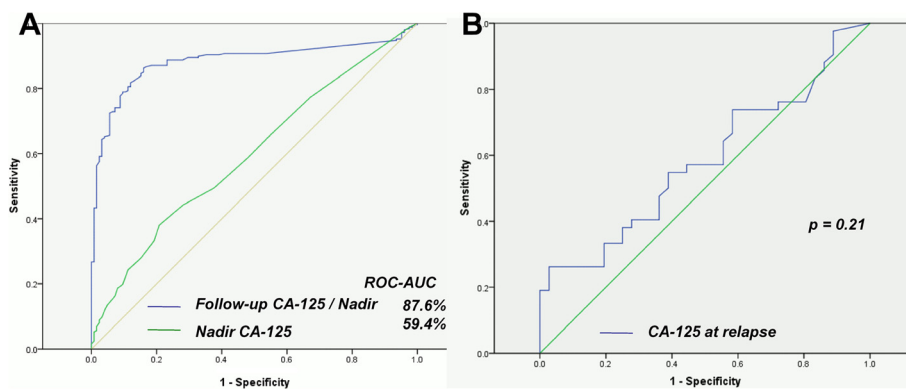 A
1.0
0.8
0.6
0.4
0.2
0.0
Sensitivity
0.0 0.2 0.4 0.6 0.8 1.0
1 - Specificity
ROC-AUC
Follow-up CA-125 / Nadir 87.6%
Nadir CA-125 59.4%
B
1.0
0.8
0.6
0.4
0.2
0.0
Sensitivity
0.0 0.2 0.4 0.6 0.8 1.0
1 - Specificity
p = 0.21
CA-125 at relapse